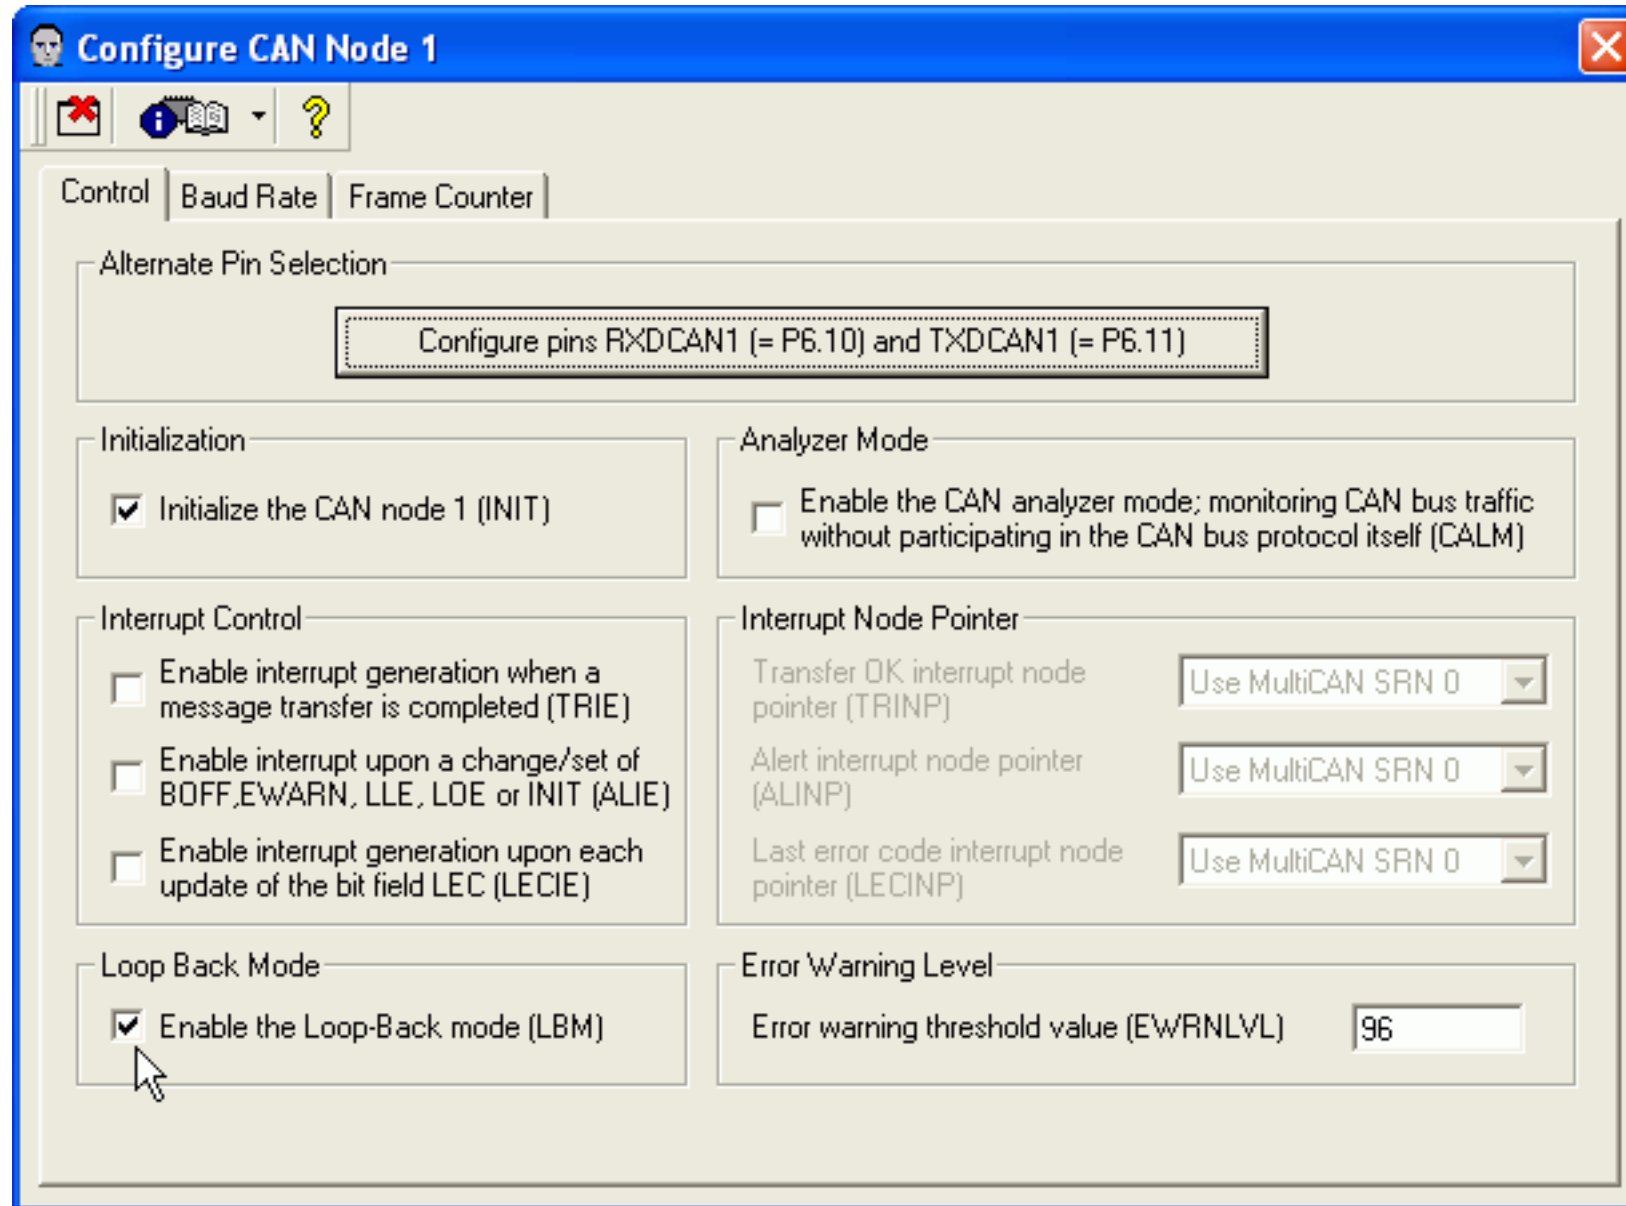 Configure CAN Node 1
Control
Baud Rate
Frame Counter
Alternate Pin Selection
Configure pins RXDCAN1 (= P6.10) and TXDCAN1 (= P6.11)
Initialization
Initialize the CAN node 1 (INIT)
Analyzer Mode
Enable the CAN analyzer mode; monitoring CAN bus traffic
without participating in the CAN bus protocol itself (CALM)
Interrupt Control
Enable interrupt generation when a
message transfer is completed (TRIE)
Enable interrupt upon a change/set of
BOFF,EWARN, LLE, LOE or INIT (ALIE)
Enable interrupt generation upon each
update of the bit field LEC (LECIE)
Interrupt Node Pointer
Transfer OK interrupt node
pointer (TRINP)
Use MultiCAN SRN 0
Alert interrupt node pointer
(ALINP)
Use MultiCAN SRN 0
Last error code interrupt node
pointer (LECINP)
Use MultiCAN SRN 0
Loop Back Mode
Enable the Loop-Back mode (LBM)
Error Warning Level
Error warning threshold value (EWRNLVL)
96